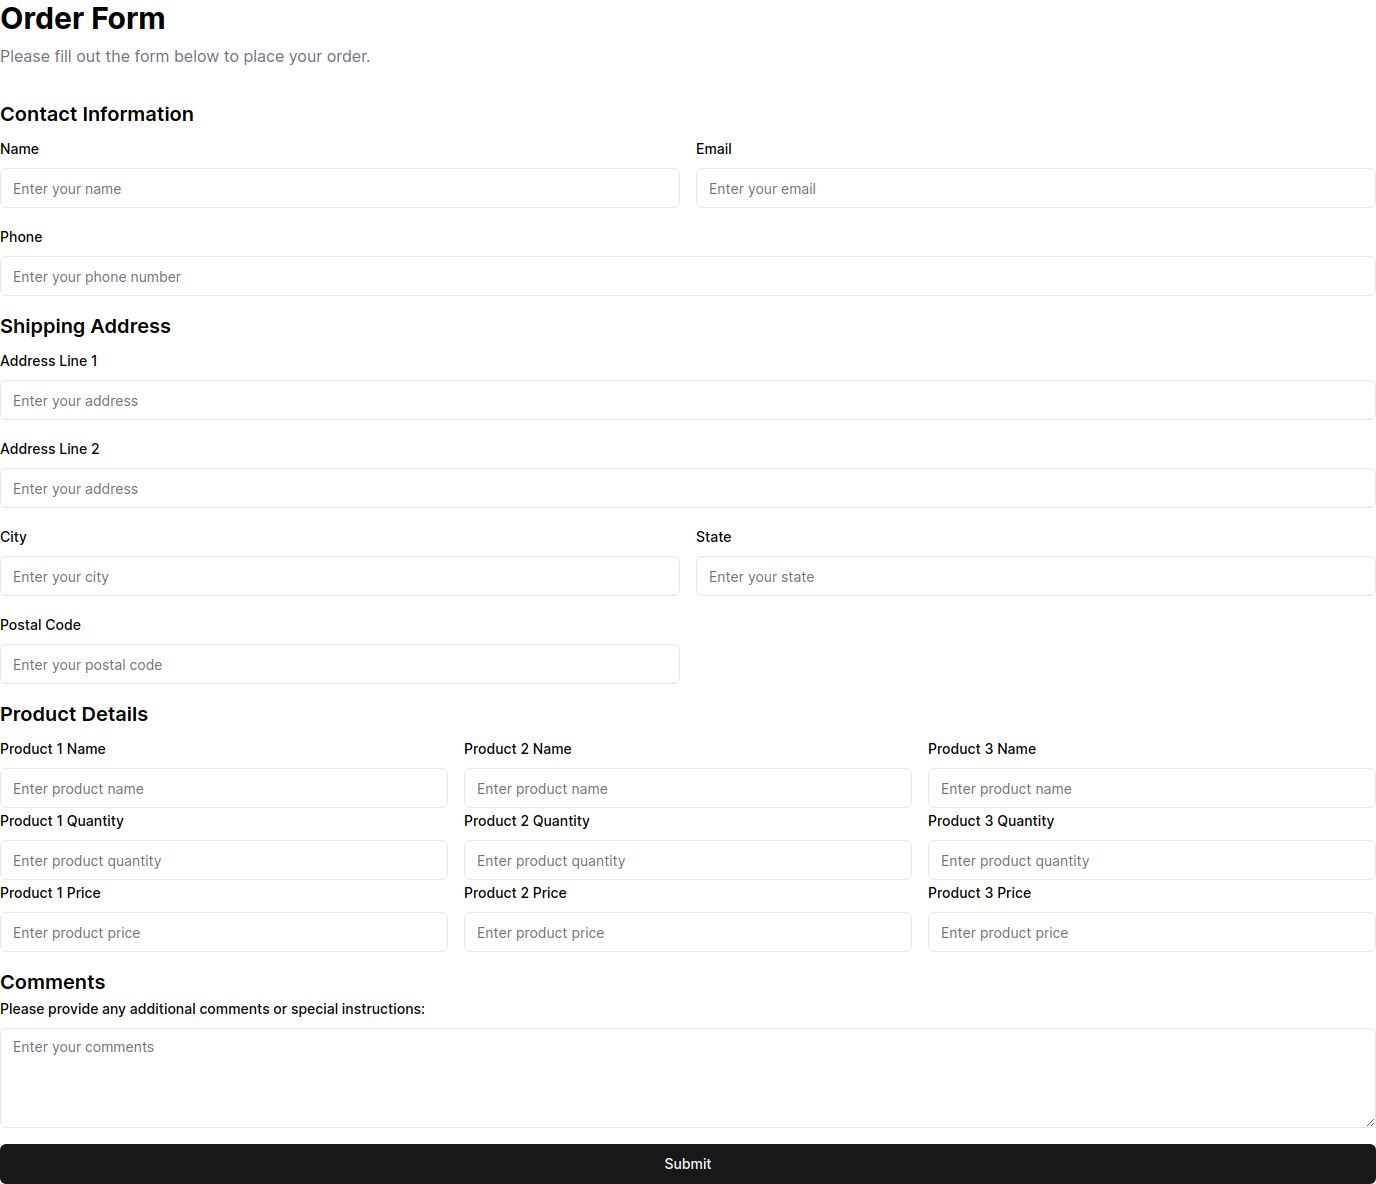 Order Form
Please fill out the form below to place your order.
Contact Information
Name
Email
Enter your name
Enter your email
Phone
Enter your phone number
Shipping Address
Address Line 1
Enter your address
Address Line 2
Enter your address
City
State
Enter your city
Enter your state
Postal Code
Enter your postal code
Product Details
Product 1 Name
Product 2 Name
Product 3 Name
Enter product name
Enter product name
Enter product name
Product 1 Quantity
Product 2 Quantity
Product 3 Quantity
Enter product quantity
Enter product quantity
Enter product quantity
Product 1 Price
Product 2 Price
Product 3 Price
Enter product price
Enter product price
Enter product price
Comments
Please provide any additional comments or special instructions:
Enter your comments
Submit